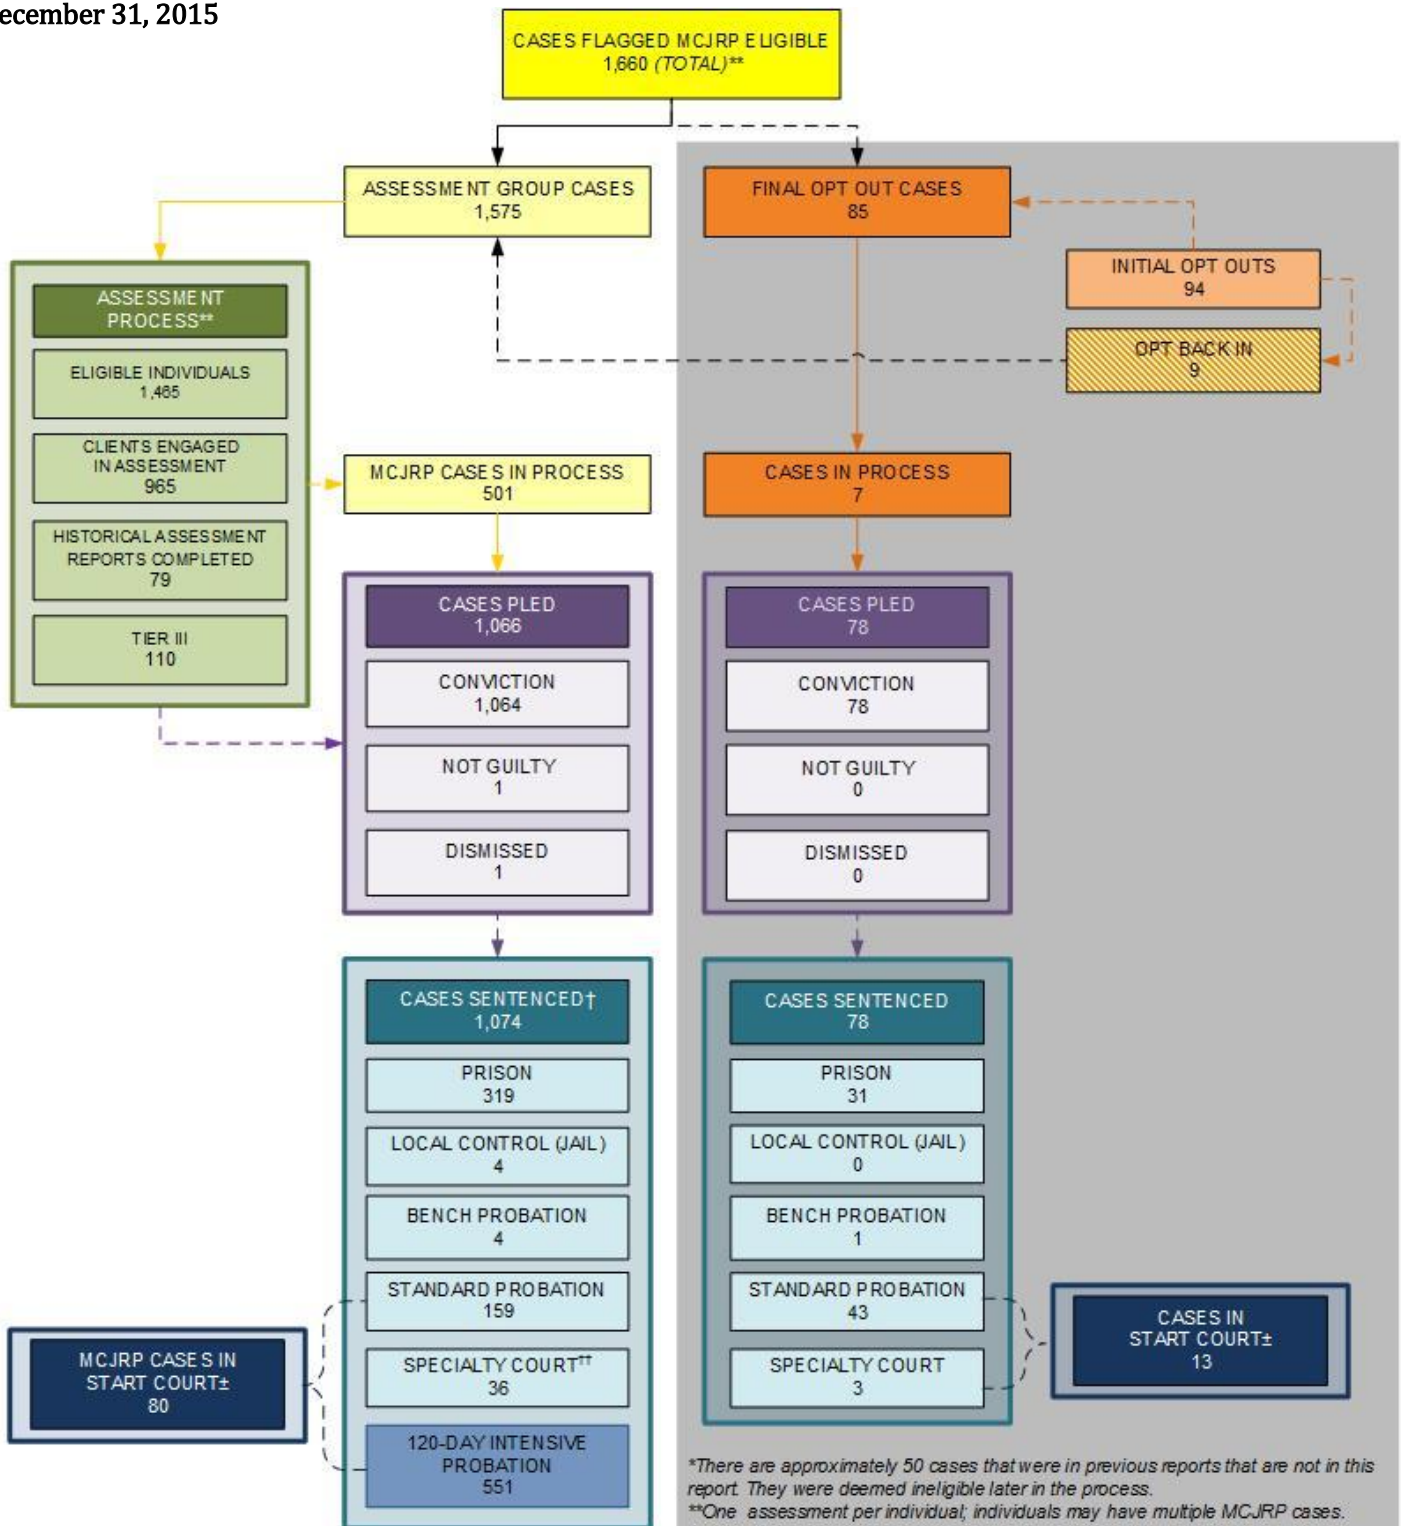 ecember 31, 2015
CASES FLAGGED MCJRP ELIGIBLE
1,660 (TOTAL)**
ASSESSMENT GROUP CASES
1,575
FINAL OPT OUT CASES
85
INITIAL OPT OUTS
94
OPT BACK IN
9
ASSESSMENT
PROCESS**
ELIGIBLE INDIVIDUALS
1,465
CLIENTS ENGAGED
IN ASSESSMENT
965
HISTORICAL ASSESSMENT
REPORTS COMPLETED
79
TIER III
110
MCJRP CASES IN PROCESS
501
CASES IN PROCESS
7
CASES PLED
1,066
CONVICTION
1,064
NOT GUILTY
1
DISMISSED
1
CASES PLED
78
CONVICTION
78
NOT GUILTY
0
DISMISSED
0
CASES SENTENCED†
1,074
PRISON
319
LOCAL CONTROL (JAIL)
4
BENCH PROBATION
4
STANDARD PROBATION
159
SPECIALTY COURT††
36
120-DAY INTENSIVE
PROBATION
551
MCJRP CASES IN
START COURT±
80
CASES SENTENCED
78
PRISON
31
LOCAL CONTROL (JAIL)
0
BENCH PROBATION
1
STANDARD PROBATION
43
SPECIALTY COURT
3
CASES IN
START COURT±
13
*There are approximately 50 cases that were in previous reports that are not in this
report. They were deemed ineligible later in the process.
**One assessment per individual; individuals may have multiple MCJRP cases.